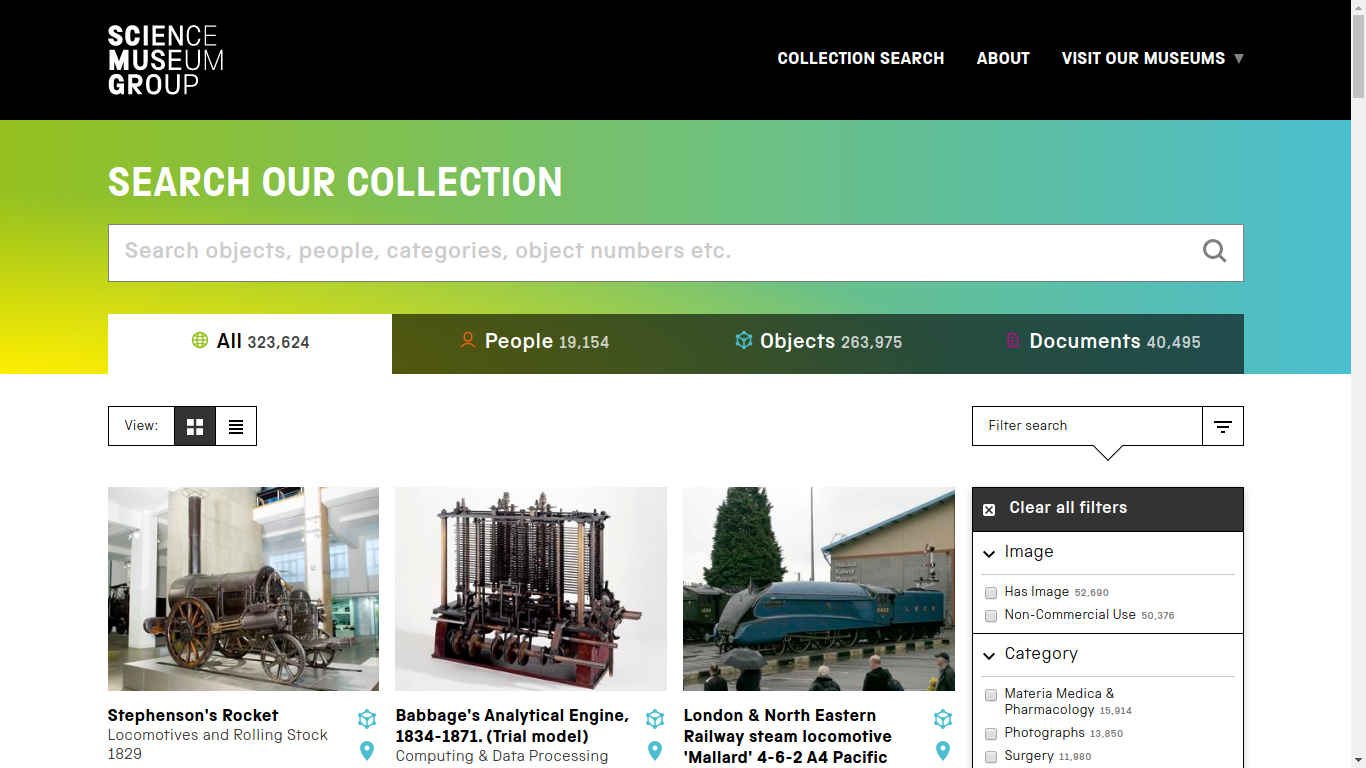 SCIENCE
MUSEUM
GROUP
COLLECTION SEARCH ABOUT VISIT OUR MUSEUMS
SEARCH OUR COLLECTION
Search objects, people, categories, object numbers etc.
All 323,624 People 19,154 Objects 263,975 Documents 40,495
View:
Filter search
Clear all filters
Image
Has Image 52,690
Non-Commercial Use 50,376
Category
Materia Medica &
Pharmacology 15,914
Photographs 13,850
Surgery 11,980
National
Railway
Museum
Stephenson's Rocket
Locomotives and Rolling Stock
1829
Babbage's Analytical Engine,
1834-1871. (Trial model)
Computing & Data Processing
London & North Eastern
Railway steam locomotive
'Mallard' 4-6-2 A4 Pacific